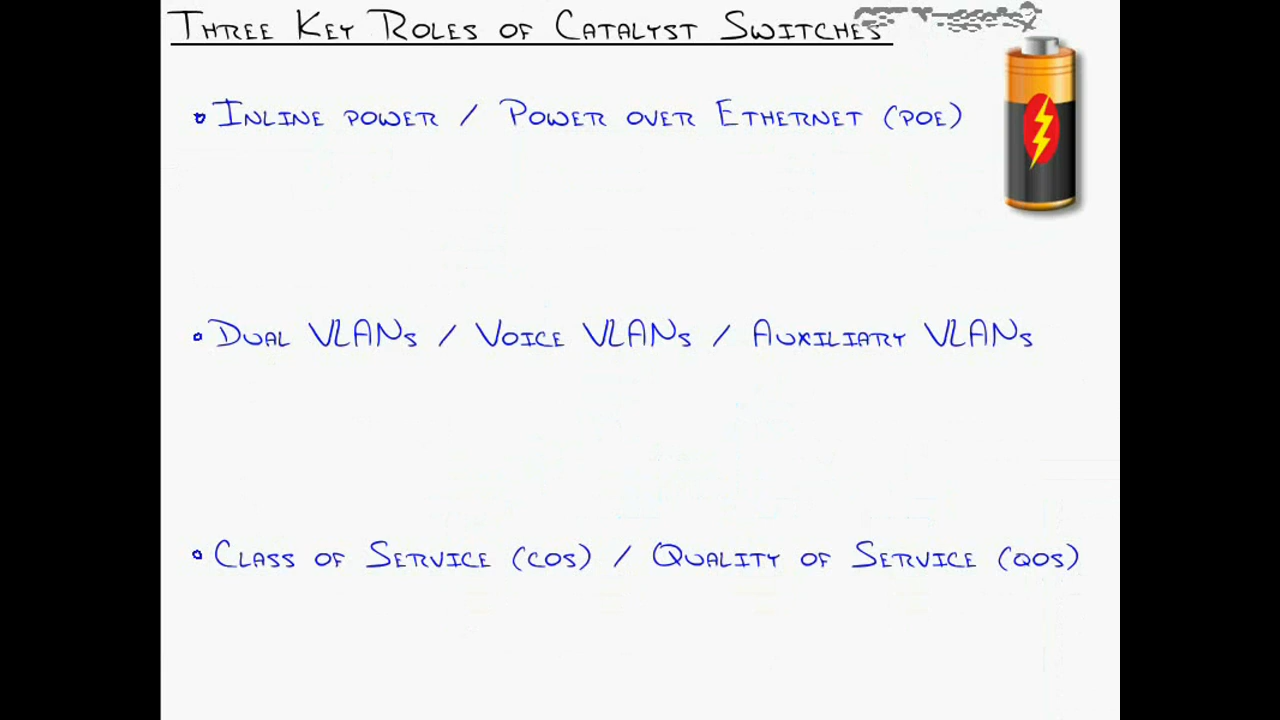 Three Key Roles of Catalyst Switches
Inline power / Power over Ethernet (POE)
Dual VLANs / Voice VLANs / Auxiliary VLANs
Class of Service (COS) / Quality of Service (QOS)